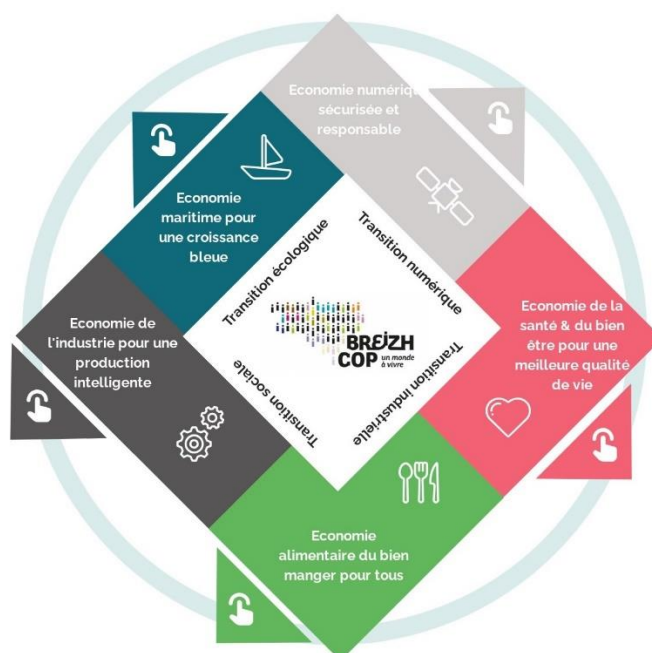 Economie numérique
sécurisée et
responsable
Economie
maritime pour
une croissance
bleue
Transition écologique
Transition numérique
Economie de la
santé & du bien
être pour une
meilleure qualité
de vie
Economie de
l'industrie pour une
production
intelligente
BREIZH
COP
un monde
à vivre
Transition sociale
Transition industrielle
Economie
alimentaire du bien
manger pour tous